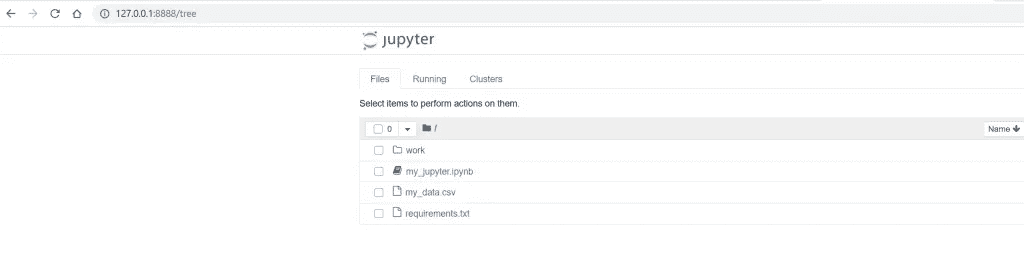 127.0.0.1:8888/tree
jupyter
Files Running Clusters
Select items to perform actions on them.
0 / Name
work
my_jupyter.ipynb
my_data.csv
requirements.txt